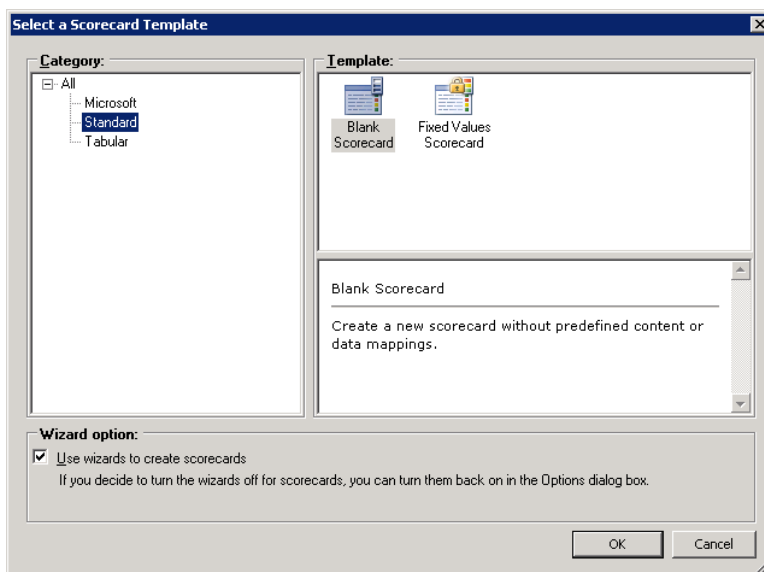 Select a Scorecard Template
Category:
All
Microsoft
Standard
Tabular
Template:
Blank
Scorecard
Fixed Values
Scorecard
Blank Scorecard
Create a new scorecard without predefined content or
data mappings.
Wizard option:
Use wizards to create scorecards
If you decide to turn the wizards off for scorecards, you can turn them back on in the Options dialog box.
OK
Cancel